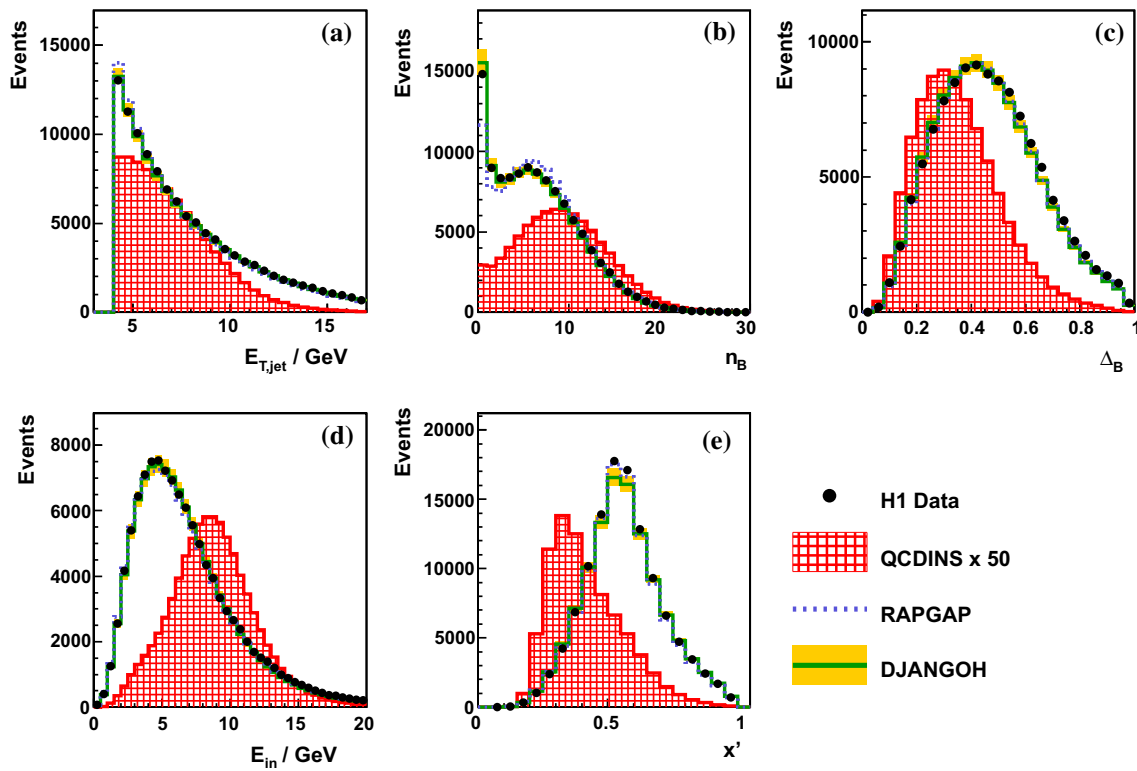 (a)
Events
15000
10000
5000
0
5 10 15
E_T,jet / GeV
(b)
Events
15000
10000
5000
0
0 10 20 30
n_B
(c)
Events
10000
5000
0
0.2 0.4 0.6 0.8 1
Δ_B
(d)
Events
8000
6000
4000
2000
0
0 5 10 15 20
E_in / GeV
(e)
Events
20000
15000
10000
5000
0
0.5 1
x'
H1 Data
QCDINS x 50
RAPGAP
DJANGOH